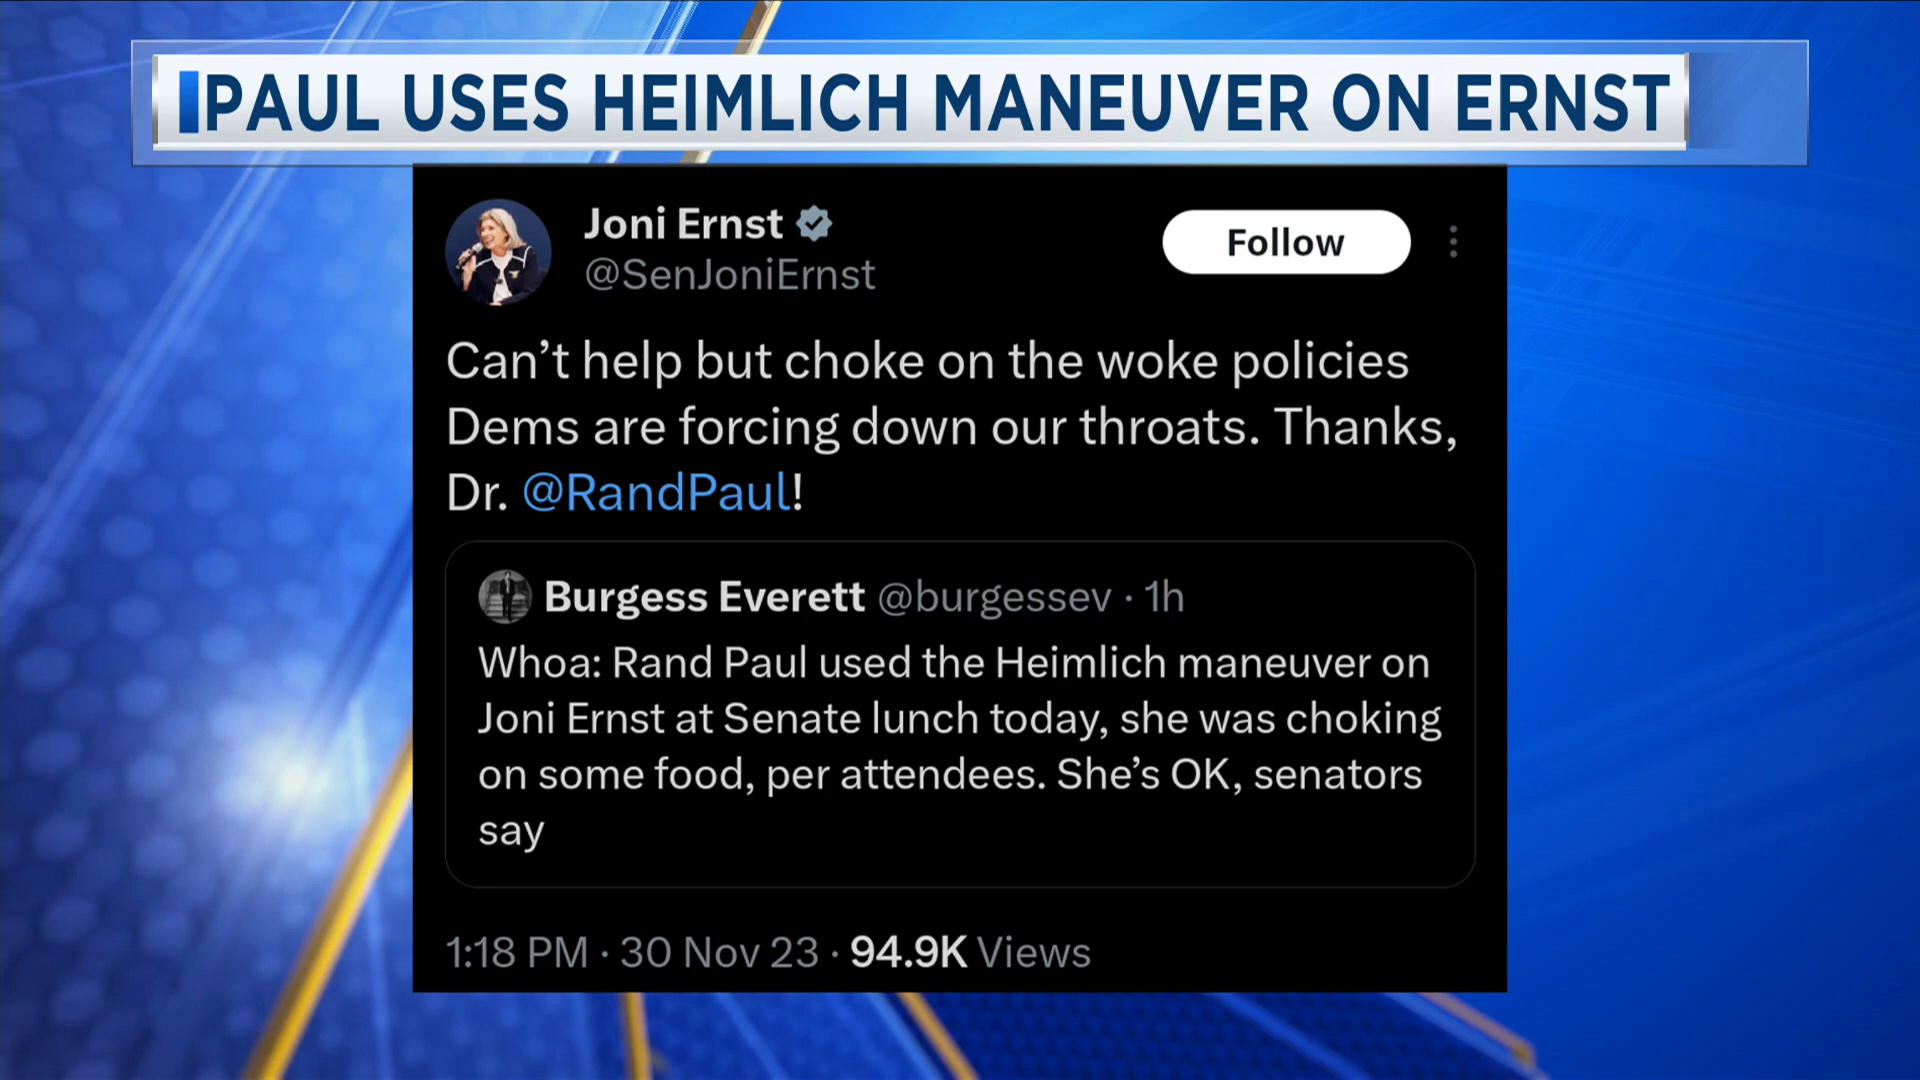 PAUL USES HEIMLICH MANEUVER ON ERNST
Joni Ernst
@SenJoniErnst
Follow
Can’t help but choke on the woke policies
Dems are forcing down our throats. Thanks,
Dr. @RandPaul!
Burgess Everett @burgessev · 1h
Whoa: Rand Paul used the Heimlich maneuver on
Joni Ernst at Senate lunch today, she was choking
on some food, per attendees. She’s OK, senators
say
1:18 PM · 30 Nov 23 · 94.9K Views